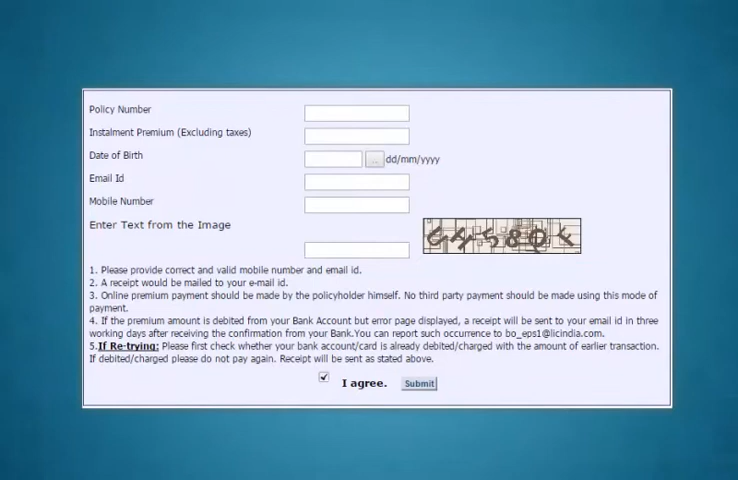 Policy Number
Instalment Premium (Excluding taxes)
Date of Birth
... dd/mm/yyyy
Email Id
Mobile Number
Enter Text from the Image
1. Please provide correct and valid mobile number and email id.
2. A receipt would be mailed to your e-mail id.
3. Online premium payment should be made by the policyholder himself. No third party payment should be made using this mode of
payment.
4. If the premium amount is debited from your Bank Account but error page displayed, a receipt will be sent to your email id in three
working days after receiving the confirmation from your Bank.You can report such occurrence to bo_eps1@licindia.com.
5.If Re-trying: Please first check whether your bank account/card is already debited/charged with the amount of earlier transaction.
If debited/charged please do not pay again. Receipt will be sent as stated above.
I agree. Submit